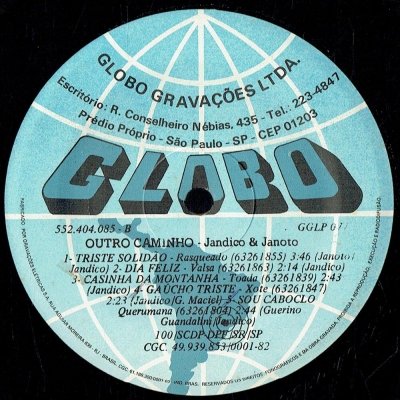 GLOBO GRAVAÇÕES LTDA.
Escritório: R. Conselheiro Nébias, 435 - Tel.: 223-4847
Prédio Próprio - São Paulo - SP - CEP 01203
GLOBO
552.404.085 - B
GGLP
OUTRO CAMINHO - Jandico & Janoto
1- TRISTE SOLIDÃO - Rasqueado (63261855) 3:46 (Janoto/
Jandico) 2- DIA FELIZ - Valsa (63261863) 2:14 (Jandico)
3- CASINHA DA MONTANHA - Toada (63261839) 2:43
(Jandico) 4- GAÚCHO TRISTE - Xote (63261847)
2:23 (Jandico/G. Maciel) 5- SOU CABOCLO
Querumana (63261804) 2:44 (Guerino
Guandalini/Jandico)
100/SCDP-DPF/SR/SP
CGC. 49.939.853/0001-82